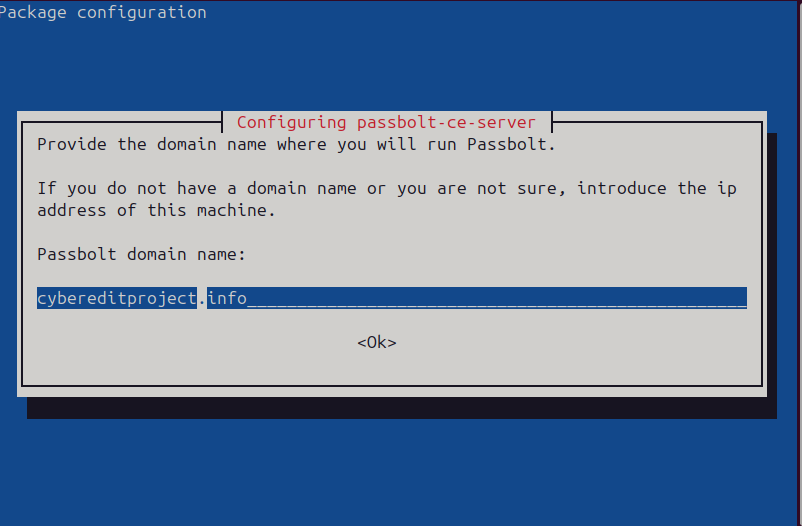 Package configuration
Configuring passbolt-ce-server
Provide the domain name where you will run Passbolt.
If you do not have a domain name or you are not sure, introduce the ip
address of this machine.
Passbolt domain name:
cybereditproject.info
<Ok>